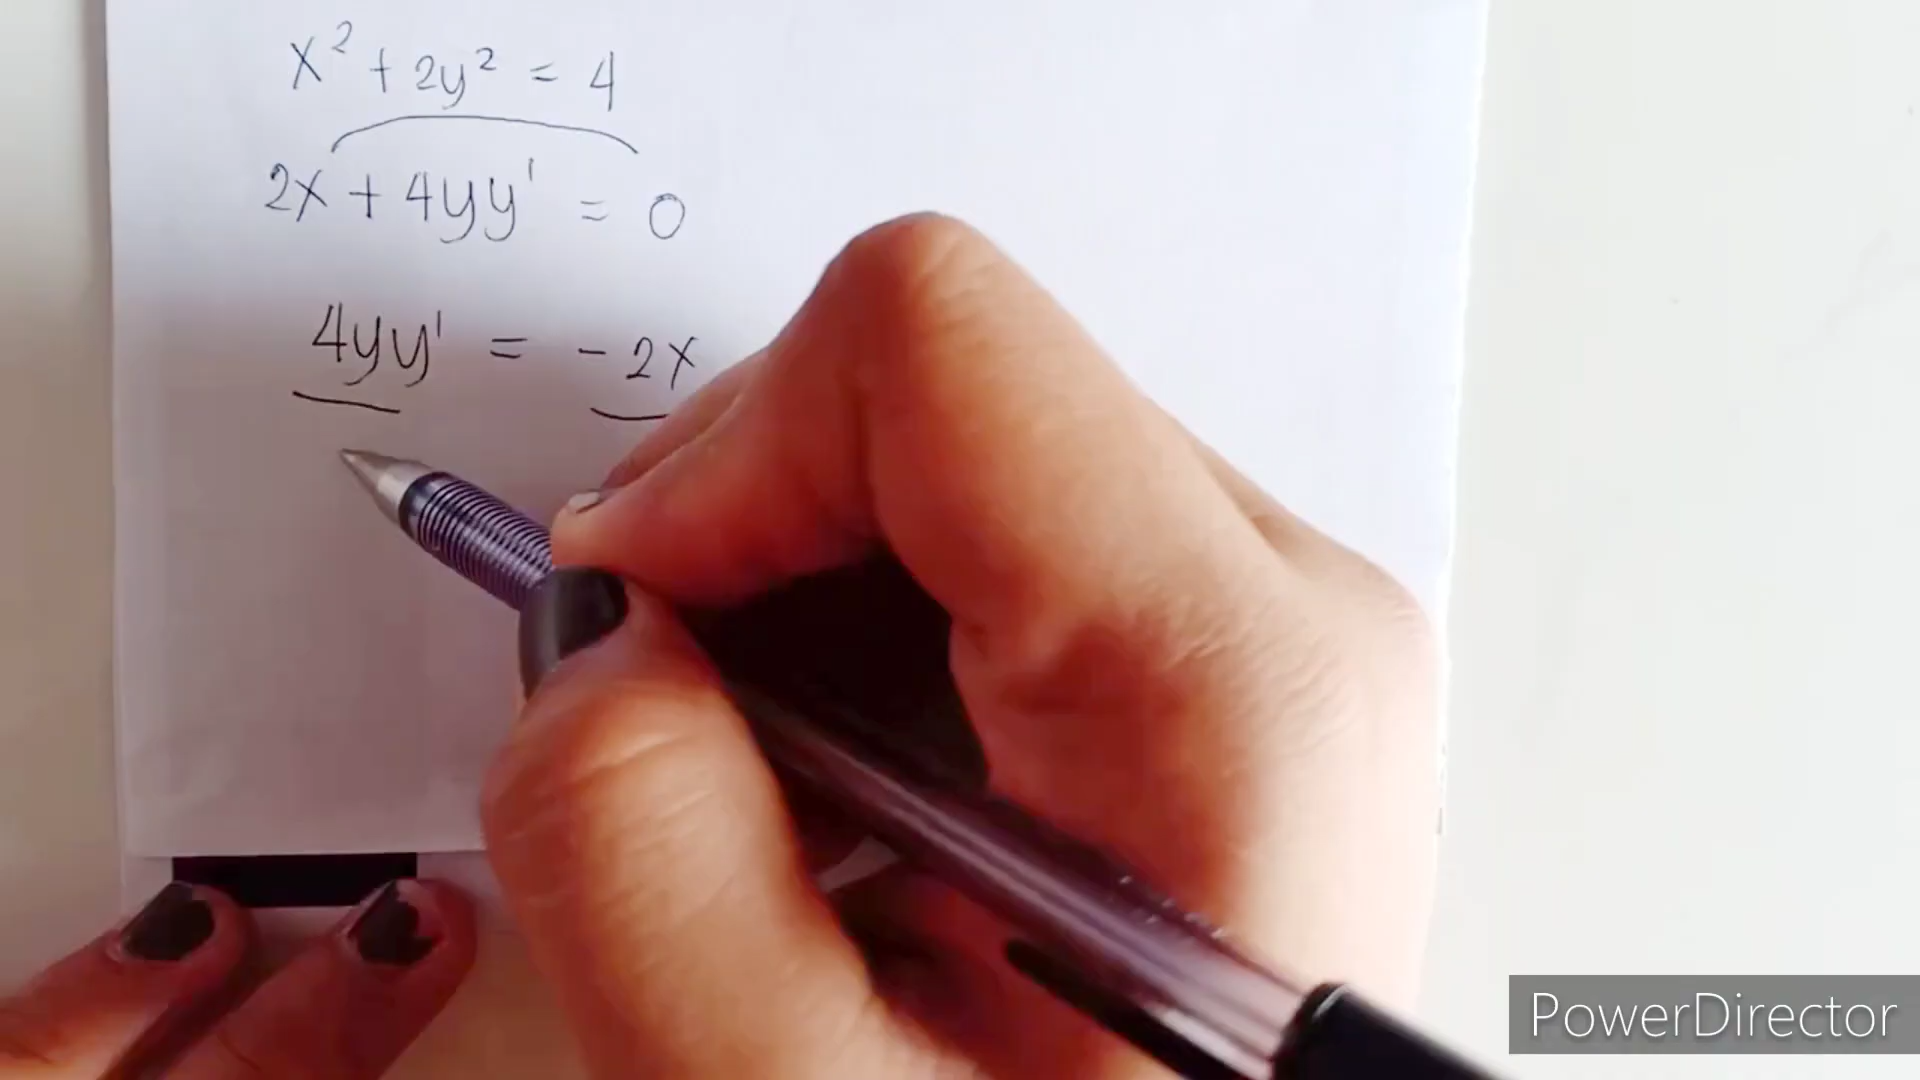 x² + 2y² = 4
2x + 4yy' = 0
4yy' = -2x
PowerDirector